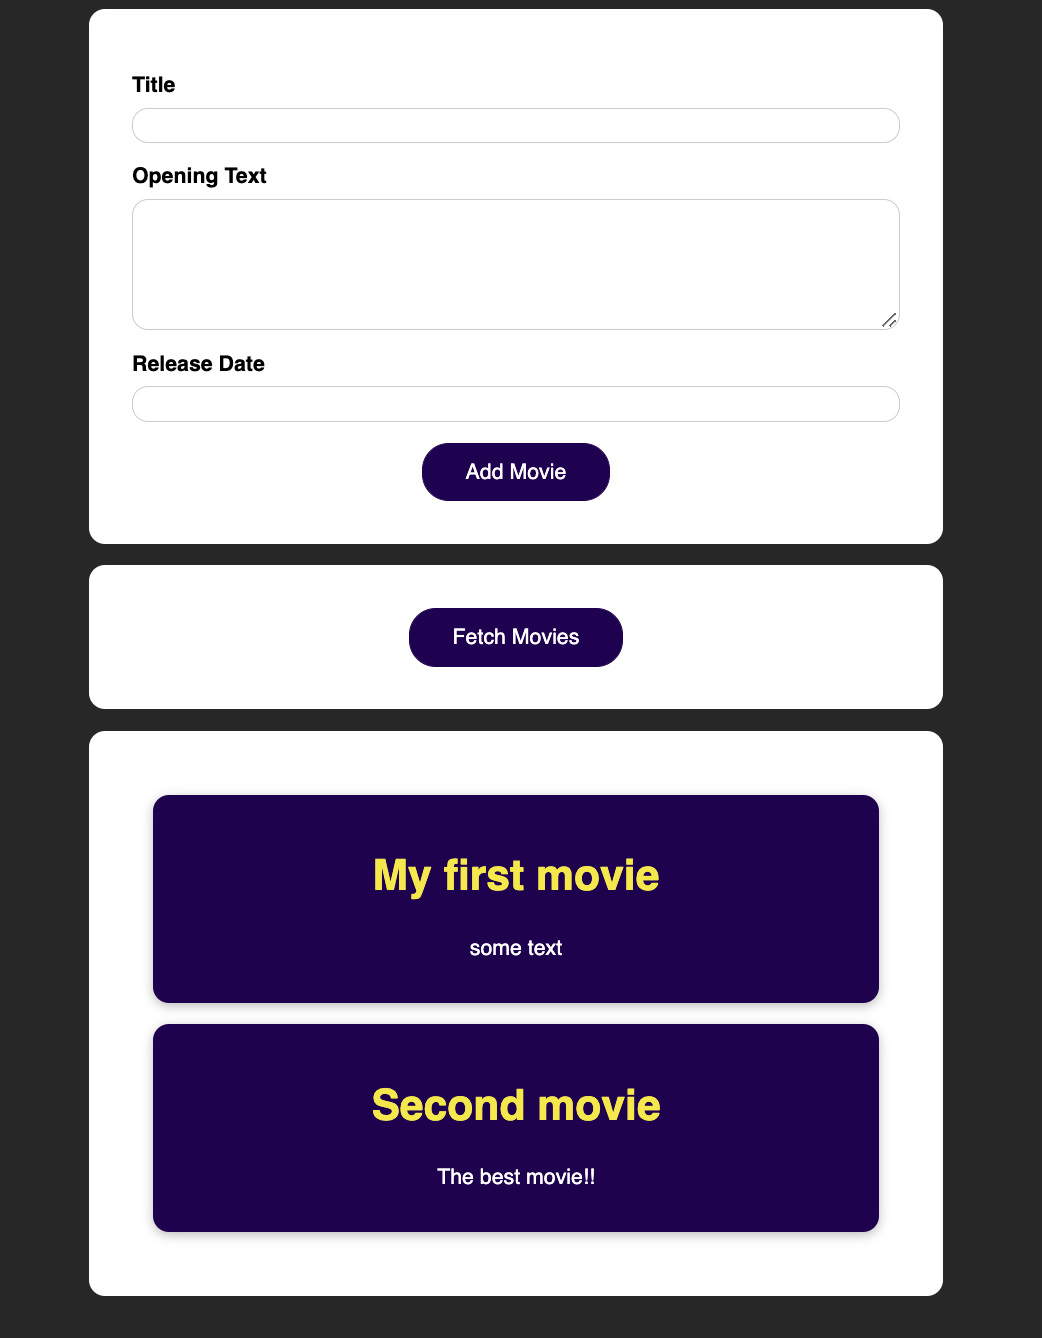 Title
Opening Text
Release Date
Add Movie
Fetch Movies
My first movie
some text
Second movie
The best movie!!